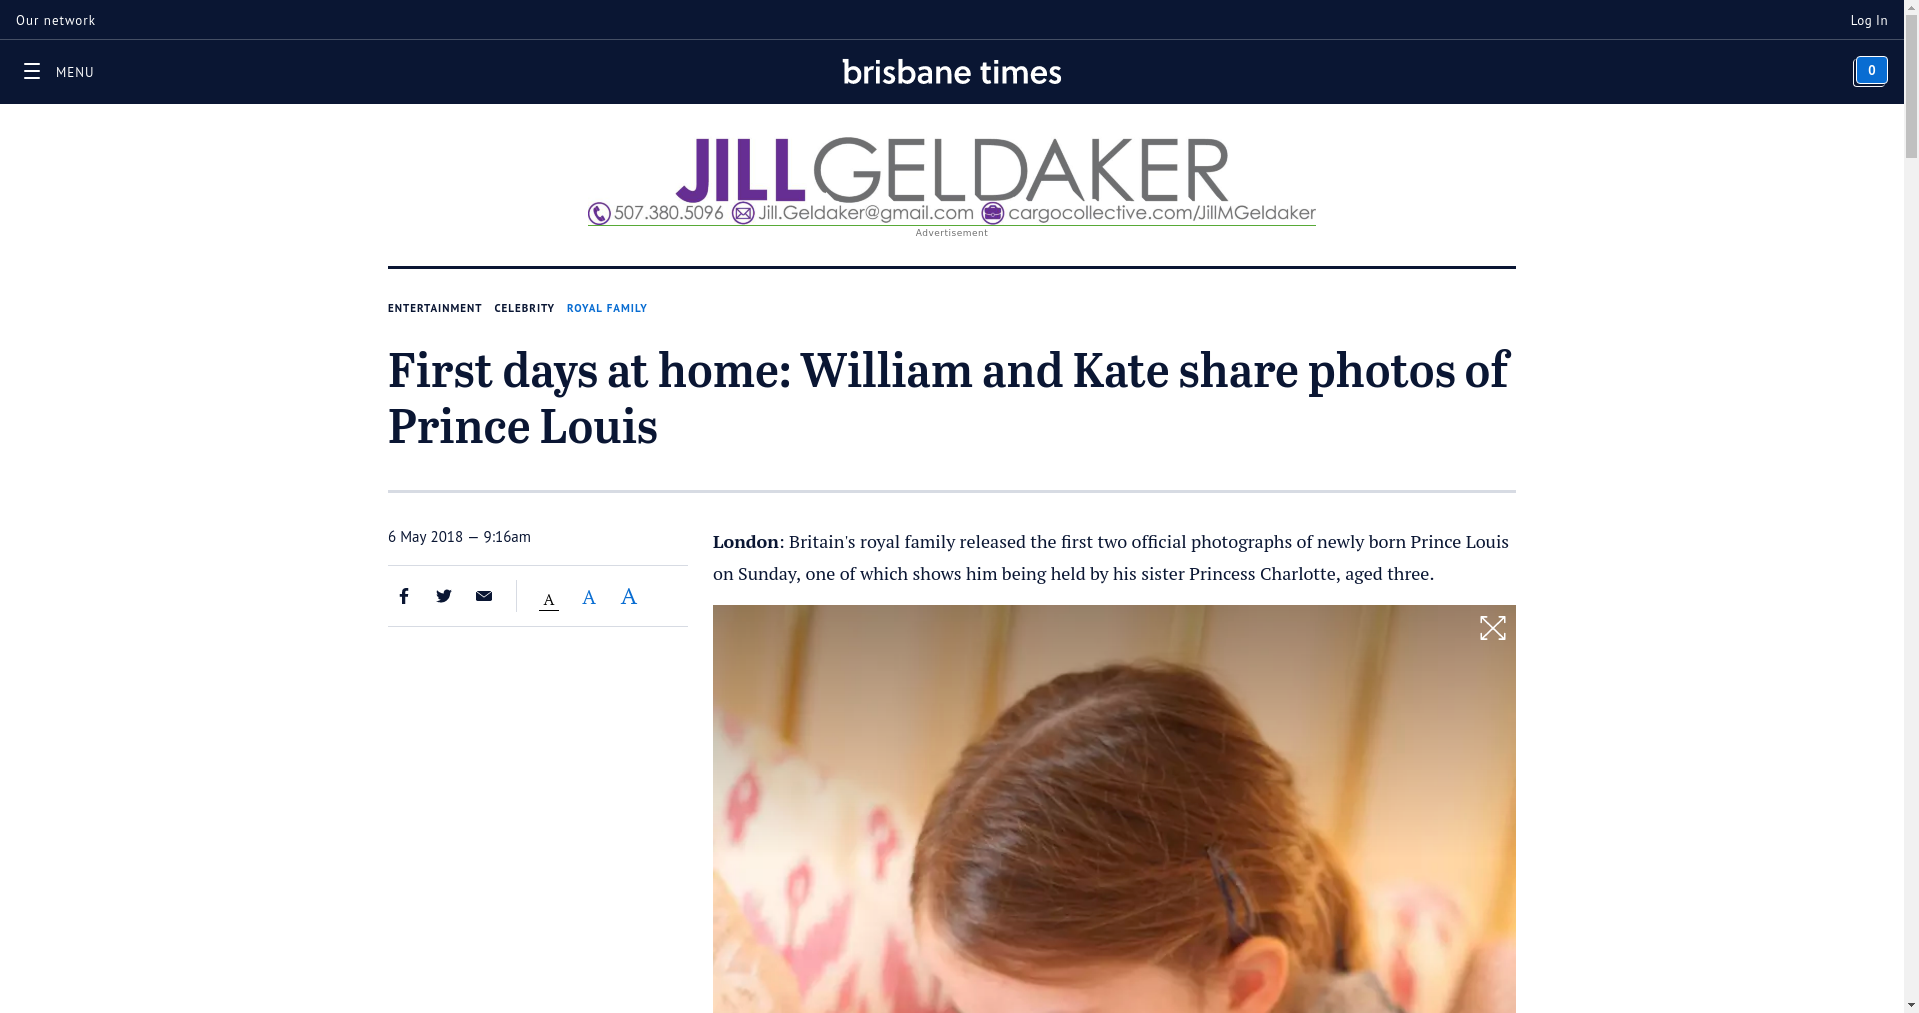 Our network
Log In
MENU
brisbane times
0
JILL GELDAKER
507.380.5096 Jill.Geldaker@gmail.com cargocollective.com/JillMGeldaker
Advertisement
ENTERTAINMENT CELEBRITY ROYAL FAMILY
First days at home: William and Kate share photos of
Prince Louis
6 May 2018 — 9:16am
A A A
London: Britain's royal family released the first two official photographs of newly born Prince Louis
on Sunday, one of which shows him being held by his sister Princess Charlotte, aged three.